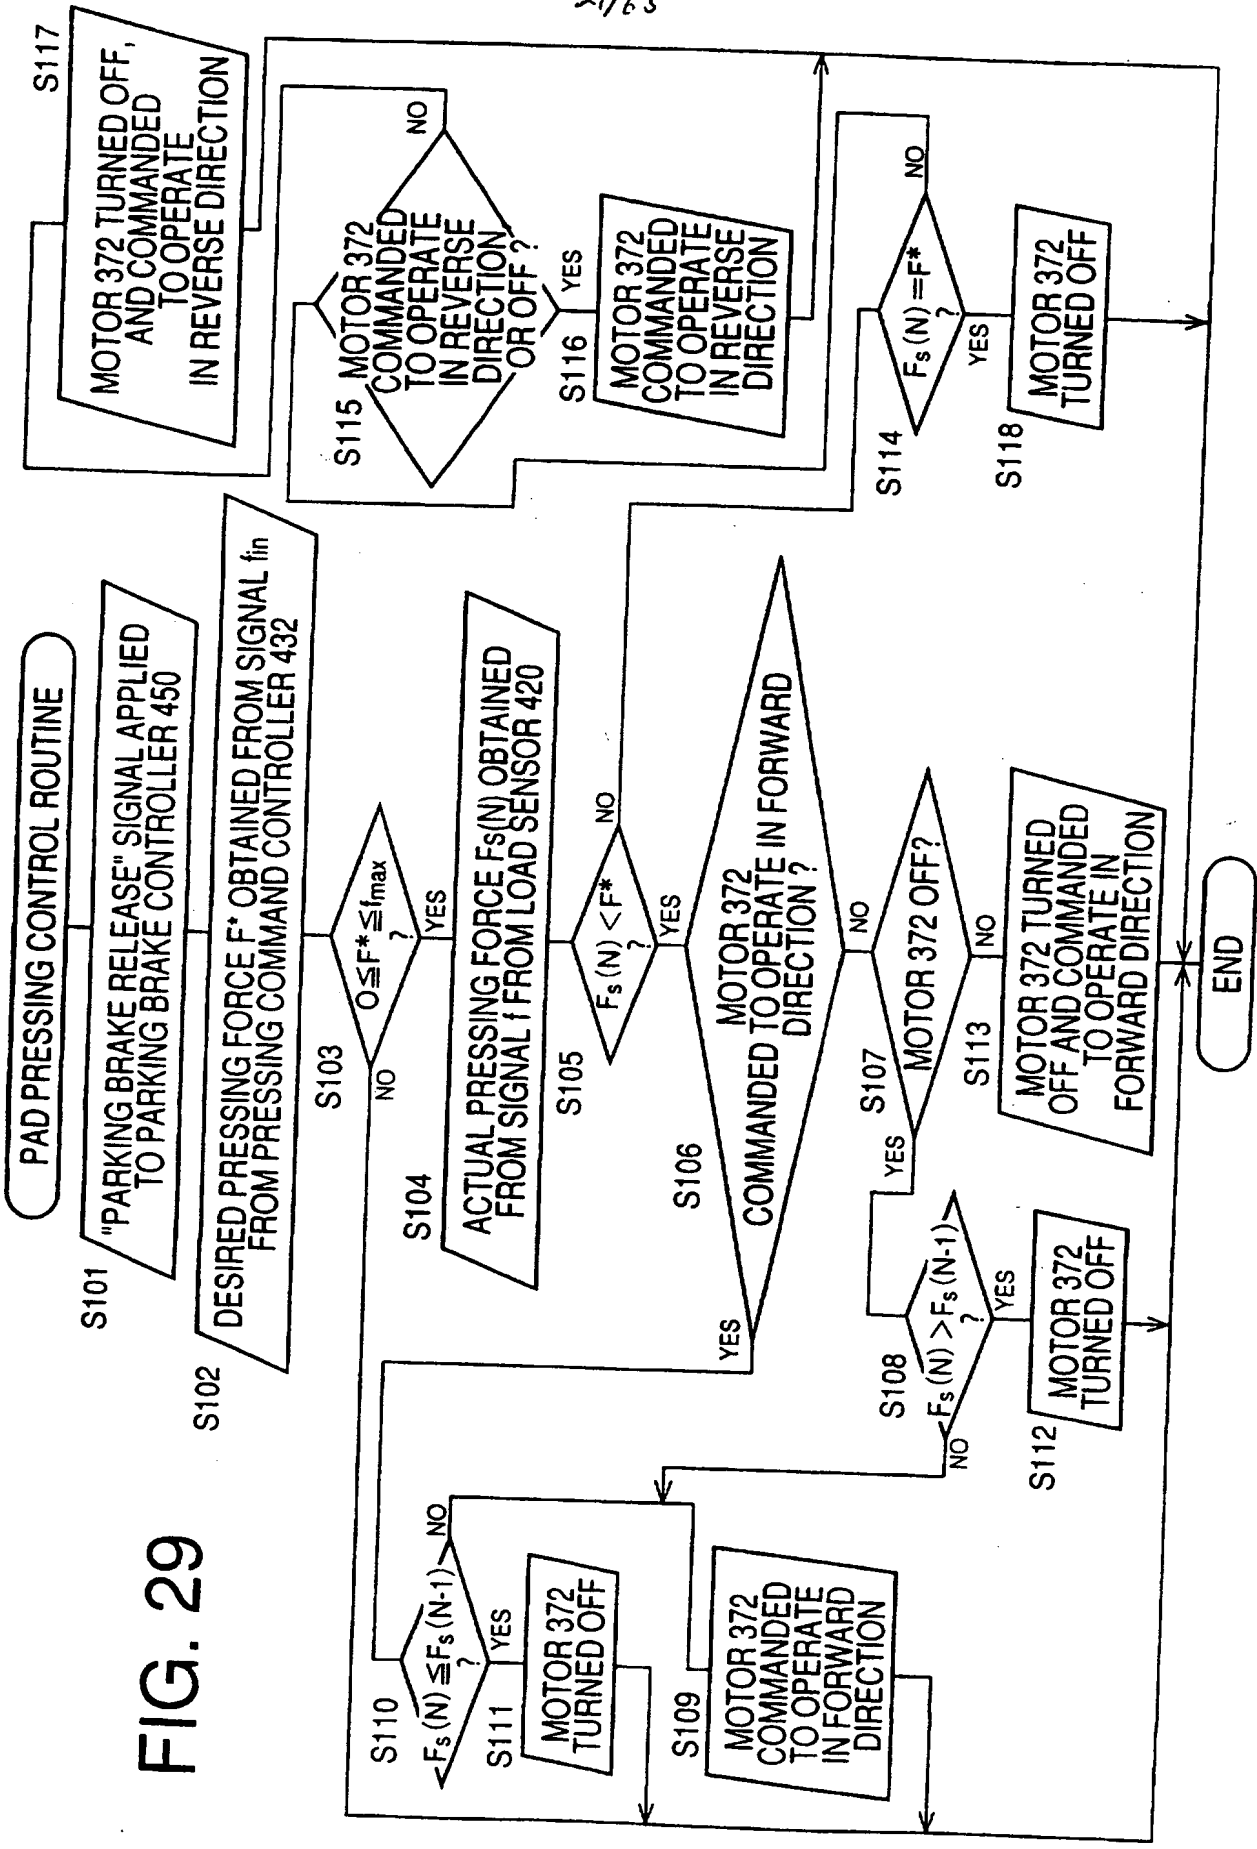 FIG. 29
PAD PRESSING CONTROL ROUTINE
S101
"PARKING BRAKE RELEASE" SIGNAL APPLIED
TO PARKING BRAKE CONTROLLER 450
S102
DESIRED PRESSING FORCE F* OBTAINED FROM SIGNAL fin
FROM PRESSING COMMAND CONTROLLER 432
S103
O≦F*≦fmax
?
NO
YES
S104
ACTUAL PRESSING FORCE Fs(N) OBTAINED
FROM SIGNAL f FROM LOAD SENSOR 420
S105
Fs(N)<F*
?
NO
YES
S106
MOTOR 372
COMMANDED TO OPERATE IN FORWARD
DIRECTION ?
YES
NO
S107
MOTOR 372 OFF?
YES
NO
S113
MOTOR 372 TURNED
OFF AND COMMANDED
TO OPERATE IN
FORWARD DIRECTION
S108
Fs(N)>Fs(N-1)
?
NO
YES
S112
MOTOR 372
TURNED OFF
S110
Fs(N)≦Fs(N-1)
?
NO
YES
S111
MOTOR 372
TURNED OFF
S109
MOTOR 372
COMMANDED
TO OPERATE
IN FORWARD
DIRECTION
S117
MOTOR 372 TURNED OFF,
AND COMMANDED
TO OPERATE
IN REVERSE DIRECTION
S115
MOTOR 372
COMMANDED
TO OPERATE
IN REVERSE
DIRECTION
OR OFF ?
NO
YES
S116
MOTOR 372
COMMANDED
TO OPERATE
IN REVERSE
DIRECTION
S114
Fs(N)=F*
?
NO
YES
S118
MOTOR 372
TURNED OFF
END